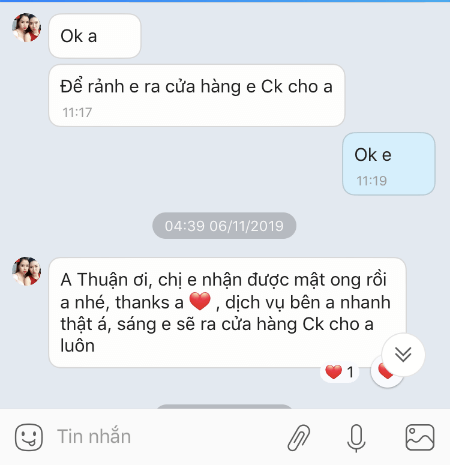 Ok a
Để rảnh e ra cửa hàng e Ck cho a
11:17
Ok e
11:19
04:39 06/11/2019
A Thuận ơi, chị e nhận được mật ong rồi
a nhé, thanks a ❤️ , dịch vụ bên a nhanh
thật á, sáng e sẽ ra cửa hàng Ck cho a
luôn
❤️ 1
Tin nhắn